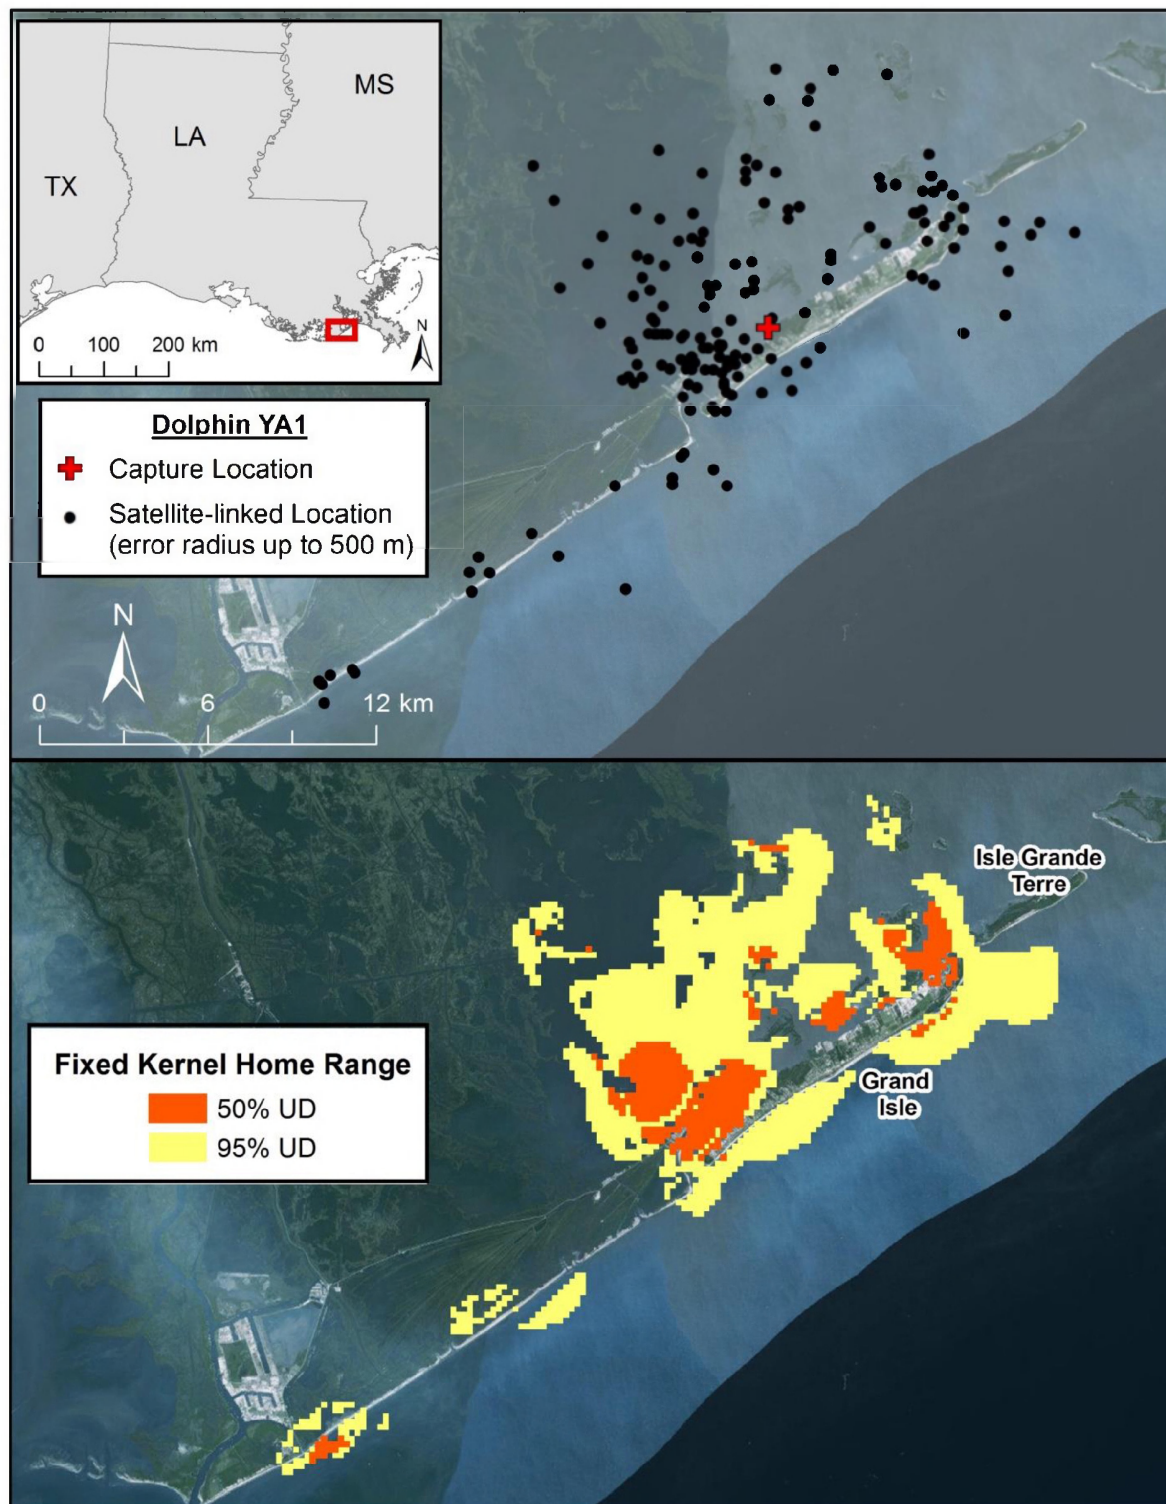 MS
LA
TX
N
0 100 200 km
Dolphin YA1
Capture Location
Satellite-linked Location
(error radius up to 500 m)
N
0 6 12 km
Isle Grande
Terre
Fixed Kernel Home Range
50% UD
95% UD
Grand
Isle